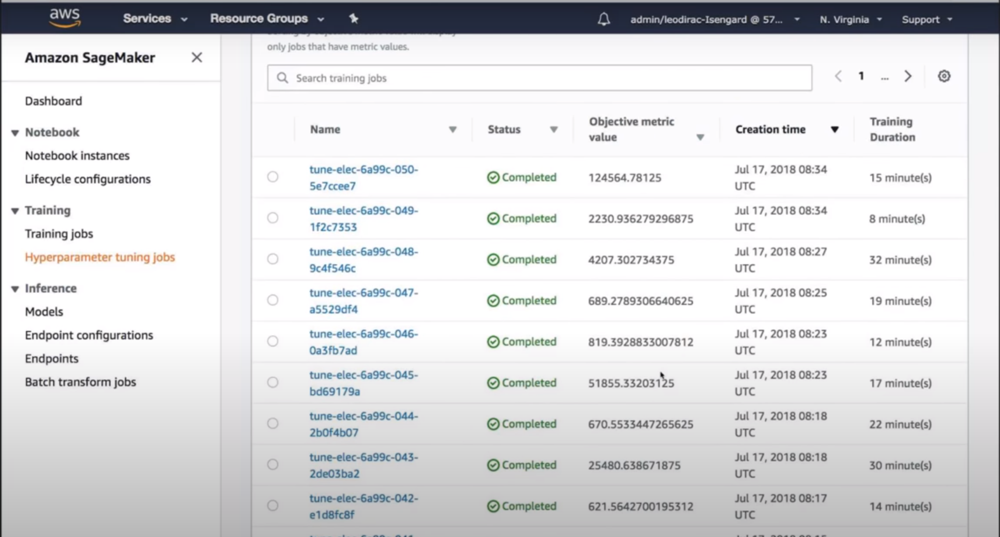 aws Services Resource Groups admin/leodirac-Isengard @ 57... N. Virginia Support
Amazon SageMaker
Dashboard
Notebook
Notebook instances
Lifecycle configurations
Training
Training jobs
Hyperparameter tuning jobs
Inference
Models
Endpoint configurations
Endpoints
Batch transform jobs
only jobs that have metric values.
Search training jobs
1 ...
Name Status Objective metric value Creation time Training Duration
tune-elec-6a99c-050-5e7ccee7 Completed 124564.78125 Jul 17, 2018 08:34 UTC 15 minute(s)
tune-elec-6a99c-049-1f2c7353 Completed 2230.936279296875 Jul 17, 2018 08:34 UTC 8 minute(s)
tune-elec-6a99c-048-9c4f546c Completed 4207.302734375 Jul 17, 2018 08:27 UTC 32 minute(s)
tune-elec-6a99c-047-a5529df4 Completed 689.2789306640625 Jul 17, 2018 08:25 UTC 19 minute(s)
tune-elec-6a99c-046-0a3fb7ad Completed 819.3928833007812 Jul 17, 2018 08:23 UTC 12 minute(s)
tune-elec-6a99c-045-bd69179a Completed 51855.33203125 Jul 17, 2018 08:23 UTC 17 minute(s)
tune-elec-6a99c-044-2b0f4b07 Completed 670.5533447265625 Jul 17, 2018 08:18 UTC 22 minute(s)
tune-elec-6a99c-043-2de03ba2 Completed 25480.638671875 Jul 17, 2018 08:18 UTC 30 minute(s)
tune-elec-6a99c-042-e1d8fc8f Completed 621.5642700195312 Jul 17, 2018 08:17 UTC 14 minute(s)